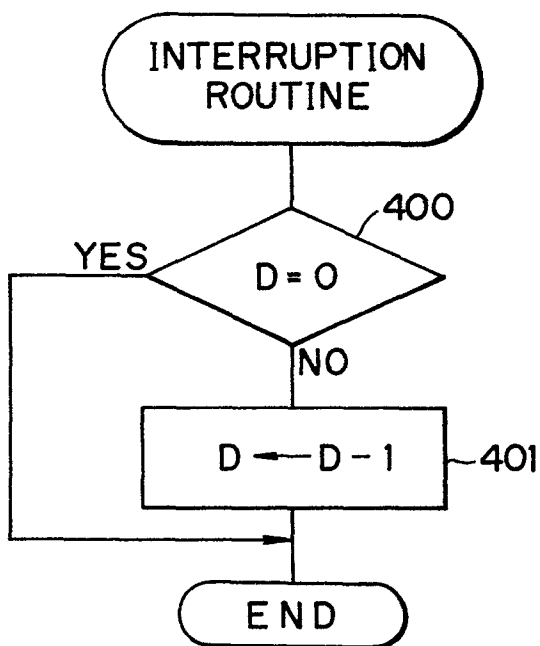 INTERRUPTION
ROUTINE
400
YES
D = 0
NO
D ← D - 1
401
END